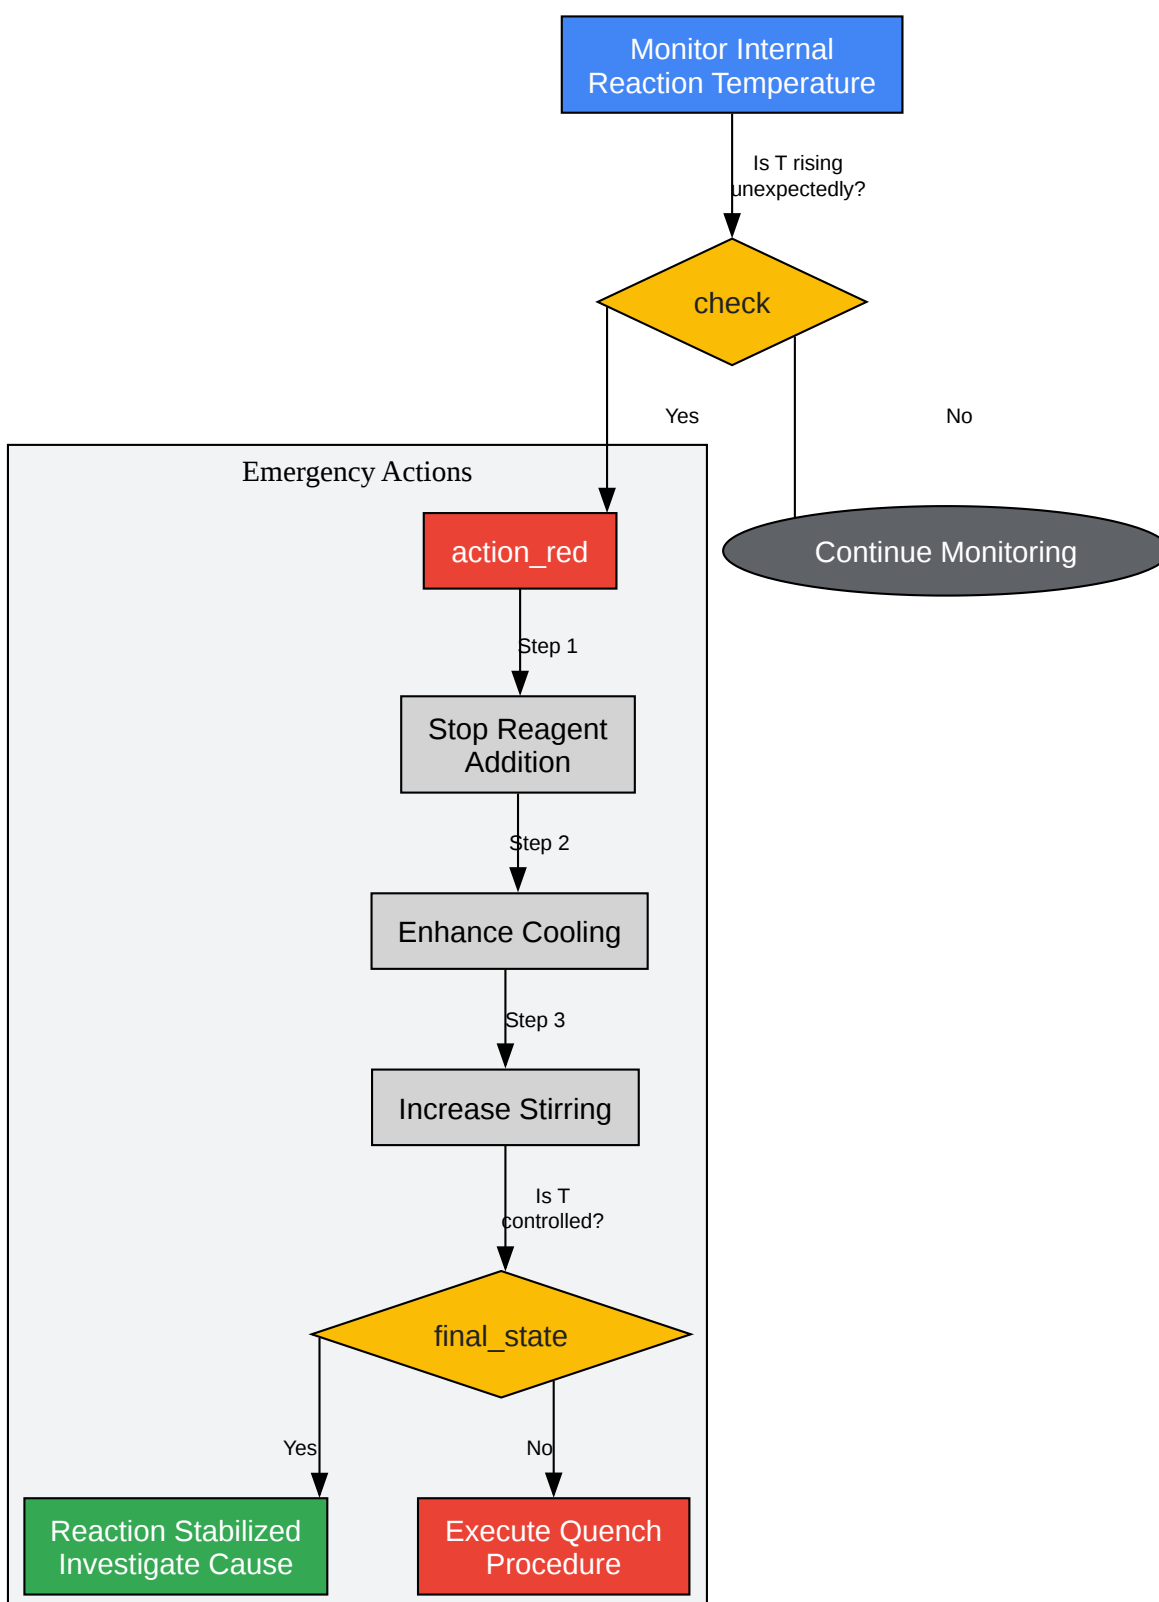 Monitor Internal
Reaction Temperature
Is T rising
unexpectedly?
check
Yes
No
Emergency Actions
action_red
Continue Monitoring
Step 1
Stop Reagent
Addition
Step 2
Enhance Cooling
Step 3
Increase Stirring
Is T
controlled?
final_state
Yes
No
Reaction Stabilized
Investigate Cause
Execute Quench
Procedure